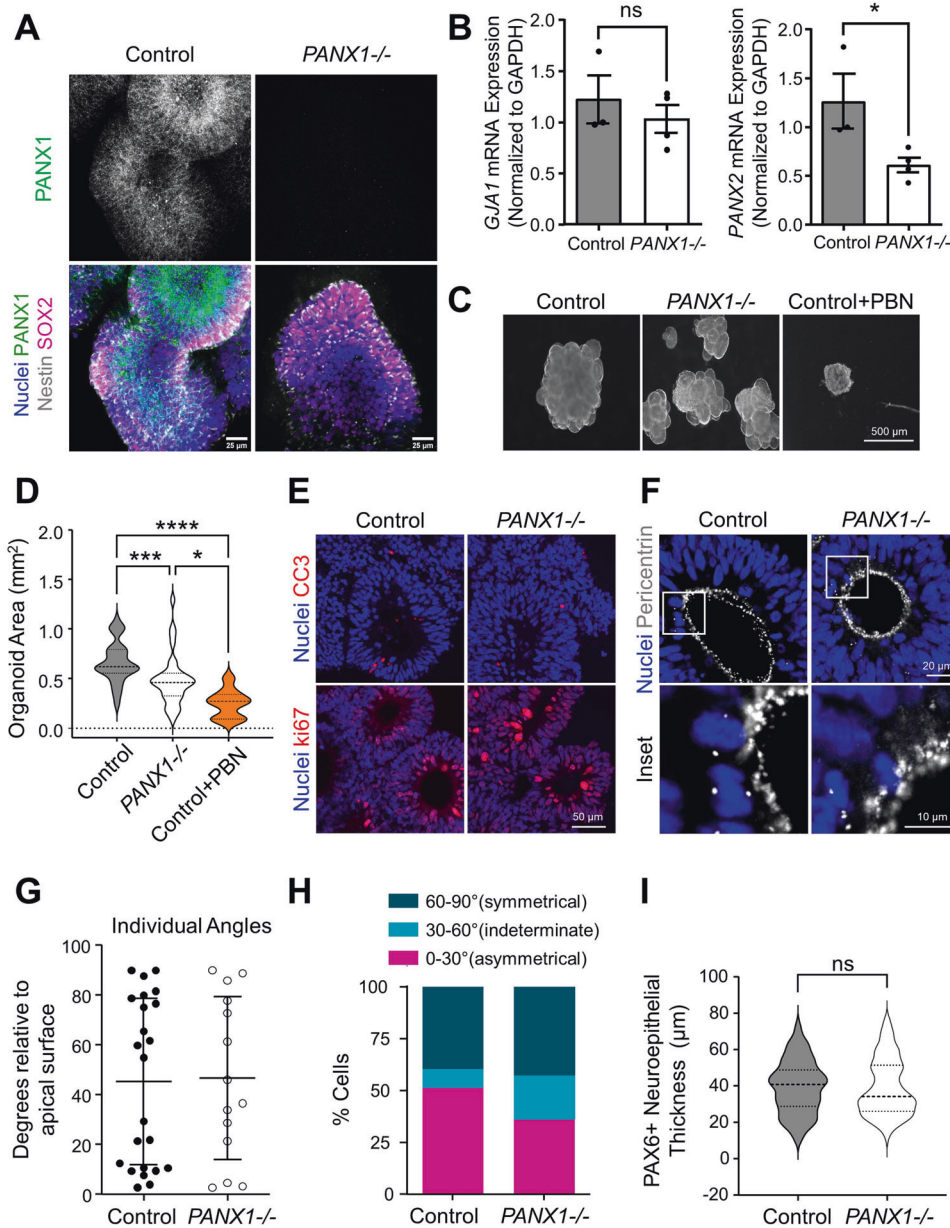 A
Control
PANX1-/-
PANX1
Nuclei PANX1
Nestin SOX2
25 µm
25 µm
B
GJA1 mRNA Expression
(Normalized to GAPDH)
2.0
1.5
1.0
0.5
0.0
ns
Control
PANX1-/-
PANX2 mRNA Expression
(Normalized to GAPDH)
2.0
1.5
1.0
0.5
0.0
*
Control
PANX1-/-
C
Control
PANX1-/-
Control+PBN
500 µm
D
Organoid Area (mm²)
2.0
1.5
1.0
0.5
0.0
****
***
*
Control
PANX1-/-
Control+PBN
E
Control
PANX1-/-
Nuclei CC3
Nuclei ki67
50 µm
F
Control
PANX1-/-
Nuclei Pericentrin
Inset
20 µm
10 µm
G
Individual Angles
Degrees relative to
apical surface
100
80
60
40
20
0
Control
PANX1-/-
H
60-90°(symmetrical)
30-60°(indeterminate)
0-30°(asymmetrical)
% Cells
100
75
50
25
0
Control
PANX1-/-
I
PAX6+ Neuroepithelial
Thickness (µm)
100
80
60
40
20
0
-20
ns
Control
PANX1-/-